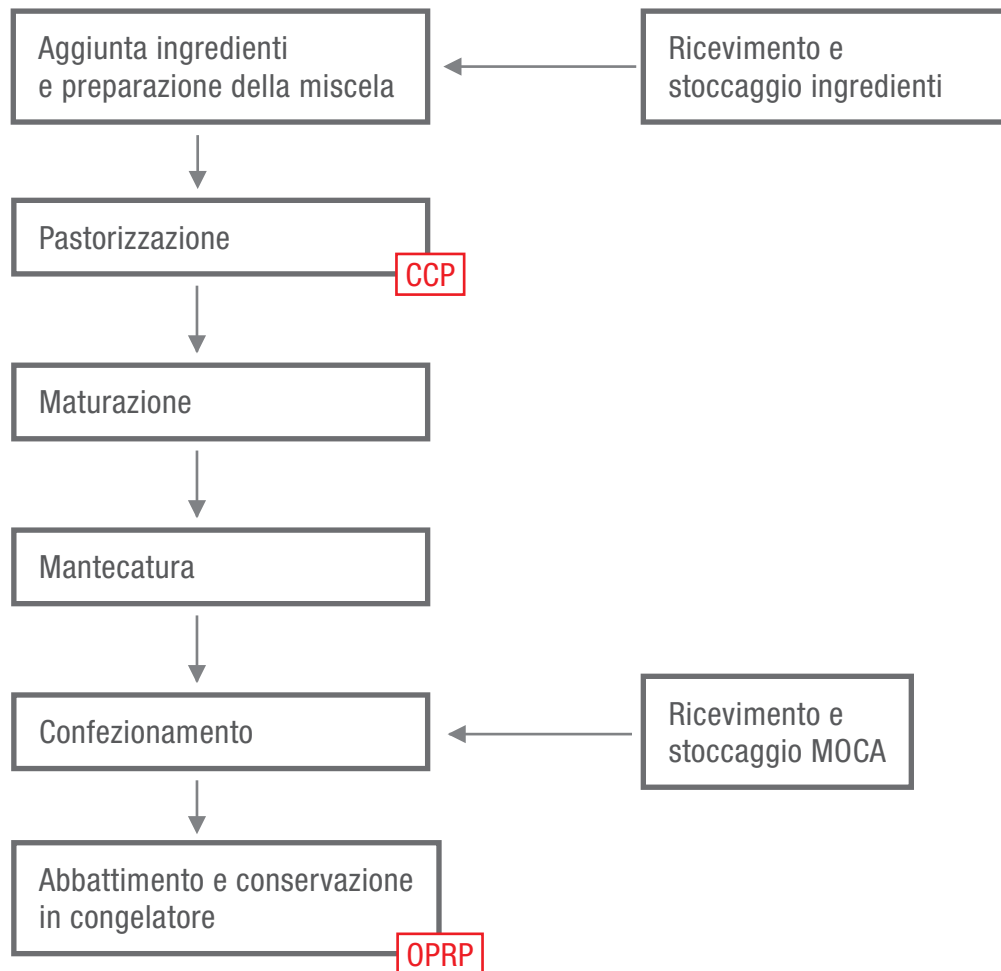 Aggiunta ingredienti
e preparazione della miscela
Ricevimento e
stoccaggio ingredienti
Pastorizzazione
CCP
Maturazione
Mantecatura
Confezionamento
Ricevimento e
stoccaggio MOCA
Abbattimento e conservazione
in congelatore
OPRP